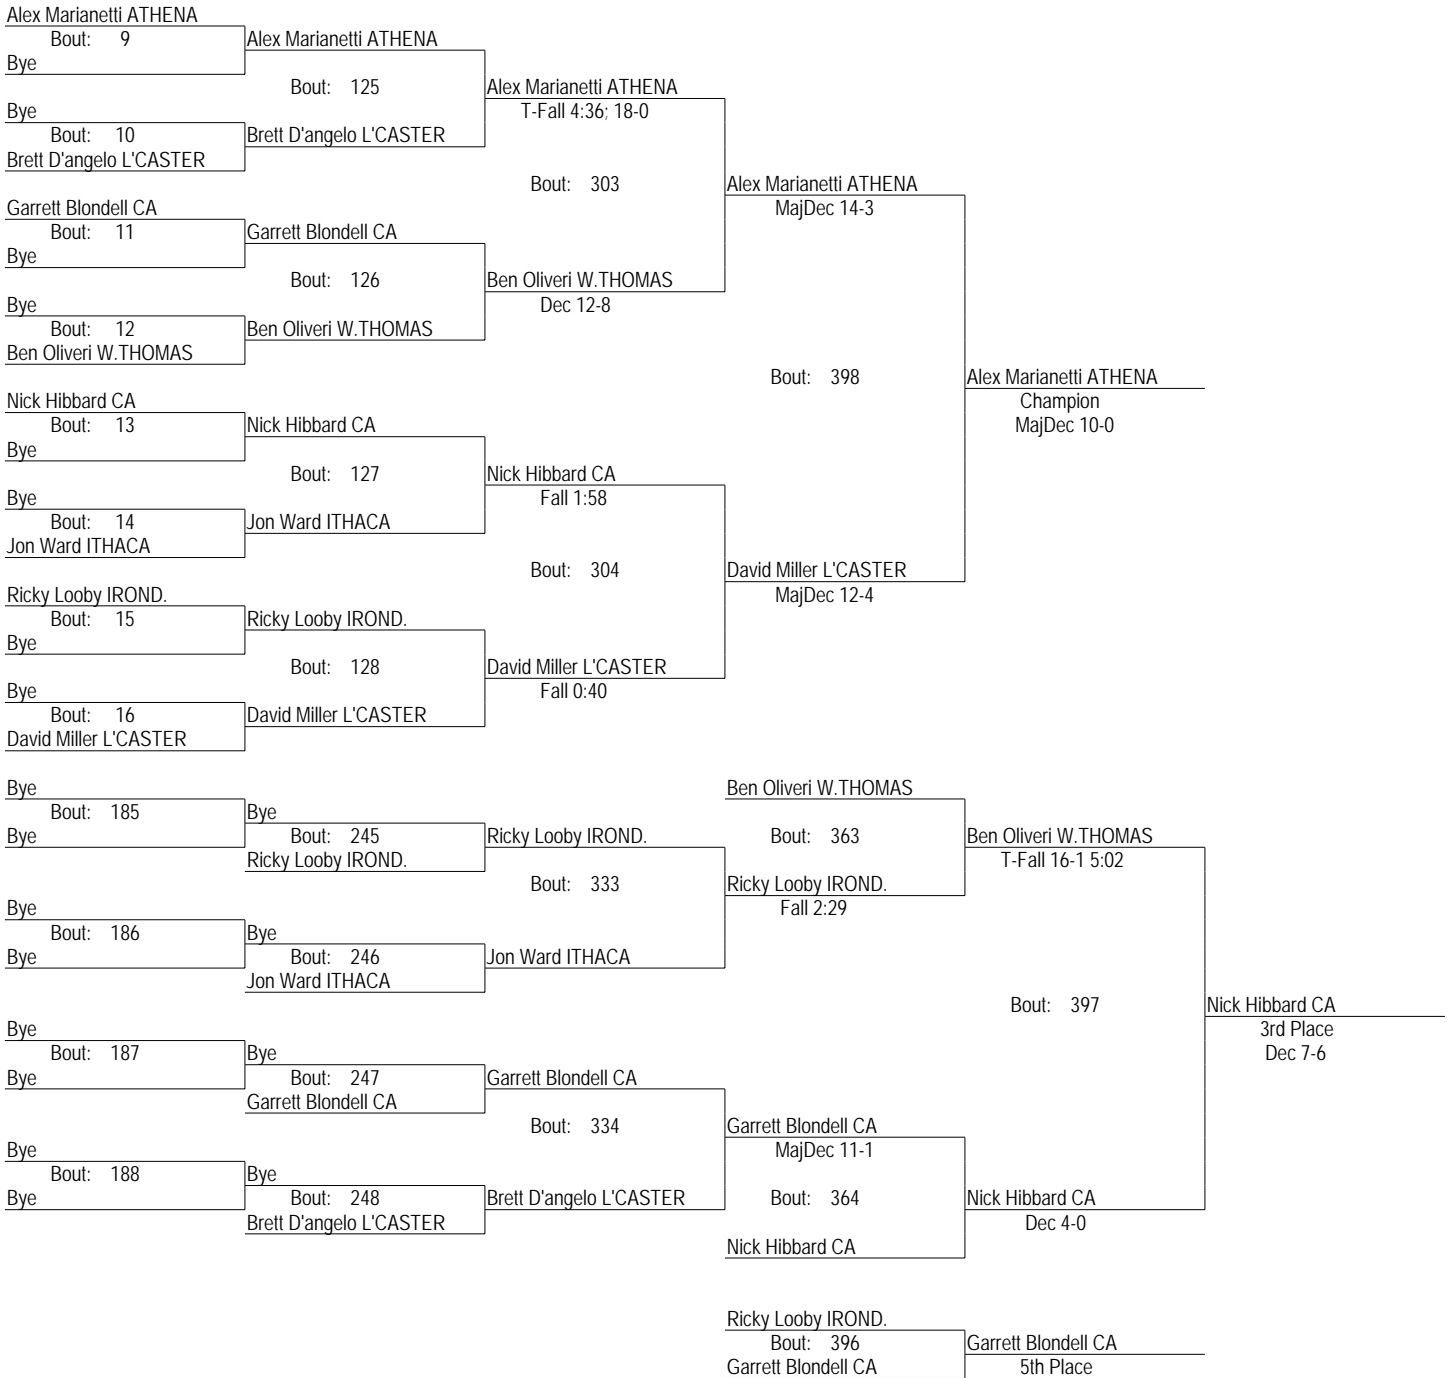 Alex Marianetti ATHENA
Bout: 9
Alex Marianetti ATHENA
Bye
Bout: 125
Alex Marianetti ATHENA
Bye
T-Fall 4:36; 18-0
Bout: 10
Brett D'angelo L'CASTER
Brett D'angelo L'CASTER
Bout: 303
Alex Marianetti ATHENA
Garrett Blondell CA
MajDec 14-3
Bout: 11
Garrett Blondell CA
Bye
Bout: 126
Ben Oliveri W.THOMAS
Bye
Dec 12-8
Bout: 12
Ben Oliveri W.THOMAS
Ben Oliveri W.THOMAS
Bout: 398
Alex Marianetti ATHENA
Nick Hibbard CA
Champion
Bout: 13
Nick Hibbard CA
MajDec 10-0
Bye
Bout: 127
Nick Hibbard CA
Bye
Fall 1:58
Bout: 14
Jon Ward ITHACA
Jon Ward ITHACA
Bout: 304
David Miller L'CASTER
Ricky Looby IROND.
MajDec 12-4
Bout: 15
Ricky Looby IROND.
Bye
Bout: 128
David Miller L'CASTER
Bye
Fall 0:40
Bout: 16
David Miller L'CASTER
David Miller L'CASTER
Bye
Ben Oliveri W.THOMAS
Bout: 185
Bye
Bye
Bout: 245
Ricky Looby IROND.
Bout: 363
Ben Oliveri W.THOMAS
Ricky Looby IROND.
T-Fall 16-1 5:02
Bout: 333
Ricky Looby IROND.
Bye
Fall 2:29
Bout: 186
Bye
Bye
Bout: 246
Jon Ward ITHACA
Jon Ward ITHACA
Bout: 397
Nick Hibbard CA
Bye
3rd Place
Bout: 187
Bye
Dec 7-6
Bye
Bout: 247
Garrett Blondell CA
Garrett Blondell CA
Bout: 334
Garrett Blondell CA
Bye
MajDec 11-1
Bout: 188
Bye
Bye
Bout: 248
Brett D'angelo L'CASTER
Bout: 364
Nick Hibbard CA
Brett D'angelo L'CASTER
Dec 4-0
Nick Hibbard CA
Ricky Looby IROND.
Bout: 396
Garrett Blondell CA
Garrett Blondell CA
5th Place